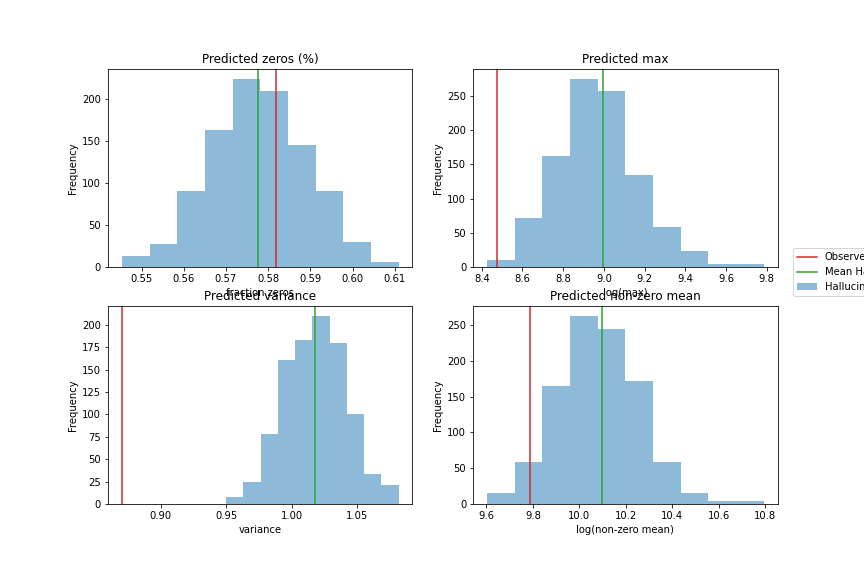 Predicted zeros (%)
Frequency
200
150
100
50
0
0.55 0.56 0.57 0.58 0.59 0.60 0.61
fraction zeros
Predicted max
Frequency
250
200
150
100
50
0
8.4 8.6 8.8 9.0 9.2 9.4 9.6 9.8
log(max)
Predicted variance
Frequency
200
175
150
125
100
75
50
25
0
0.90 0.95 1.00 1.05
variance
Predicted non-zero mean
Frequency
250
200
150
100
50
0
9.6 9.8 10.0 10.2 10.4 10.6 10.8
log(non-zero mean)
Observe
Mean Ha
Hallucin